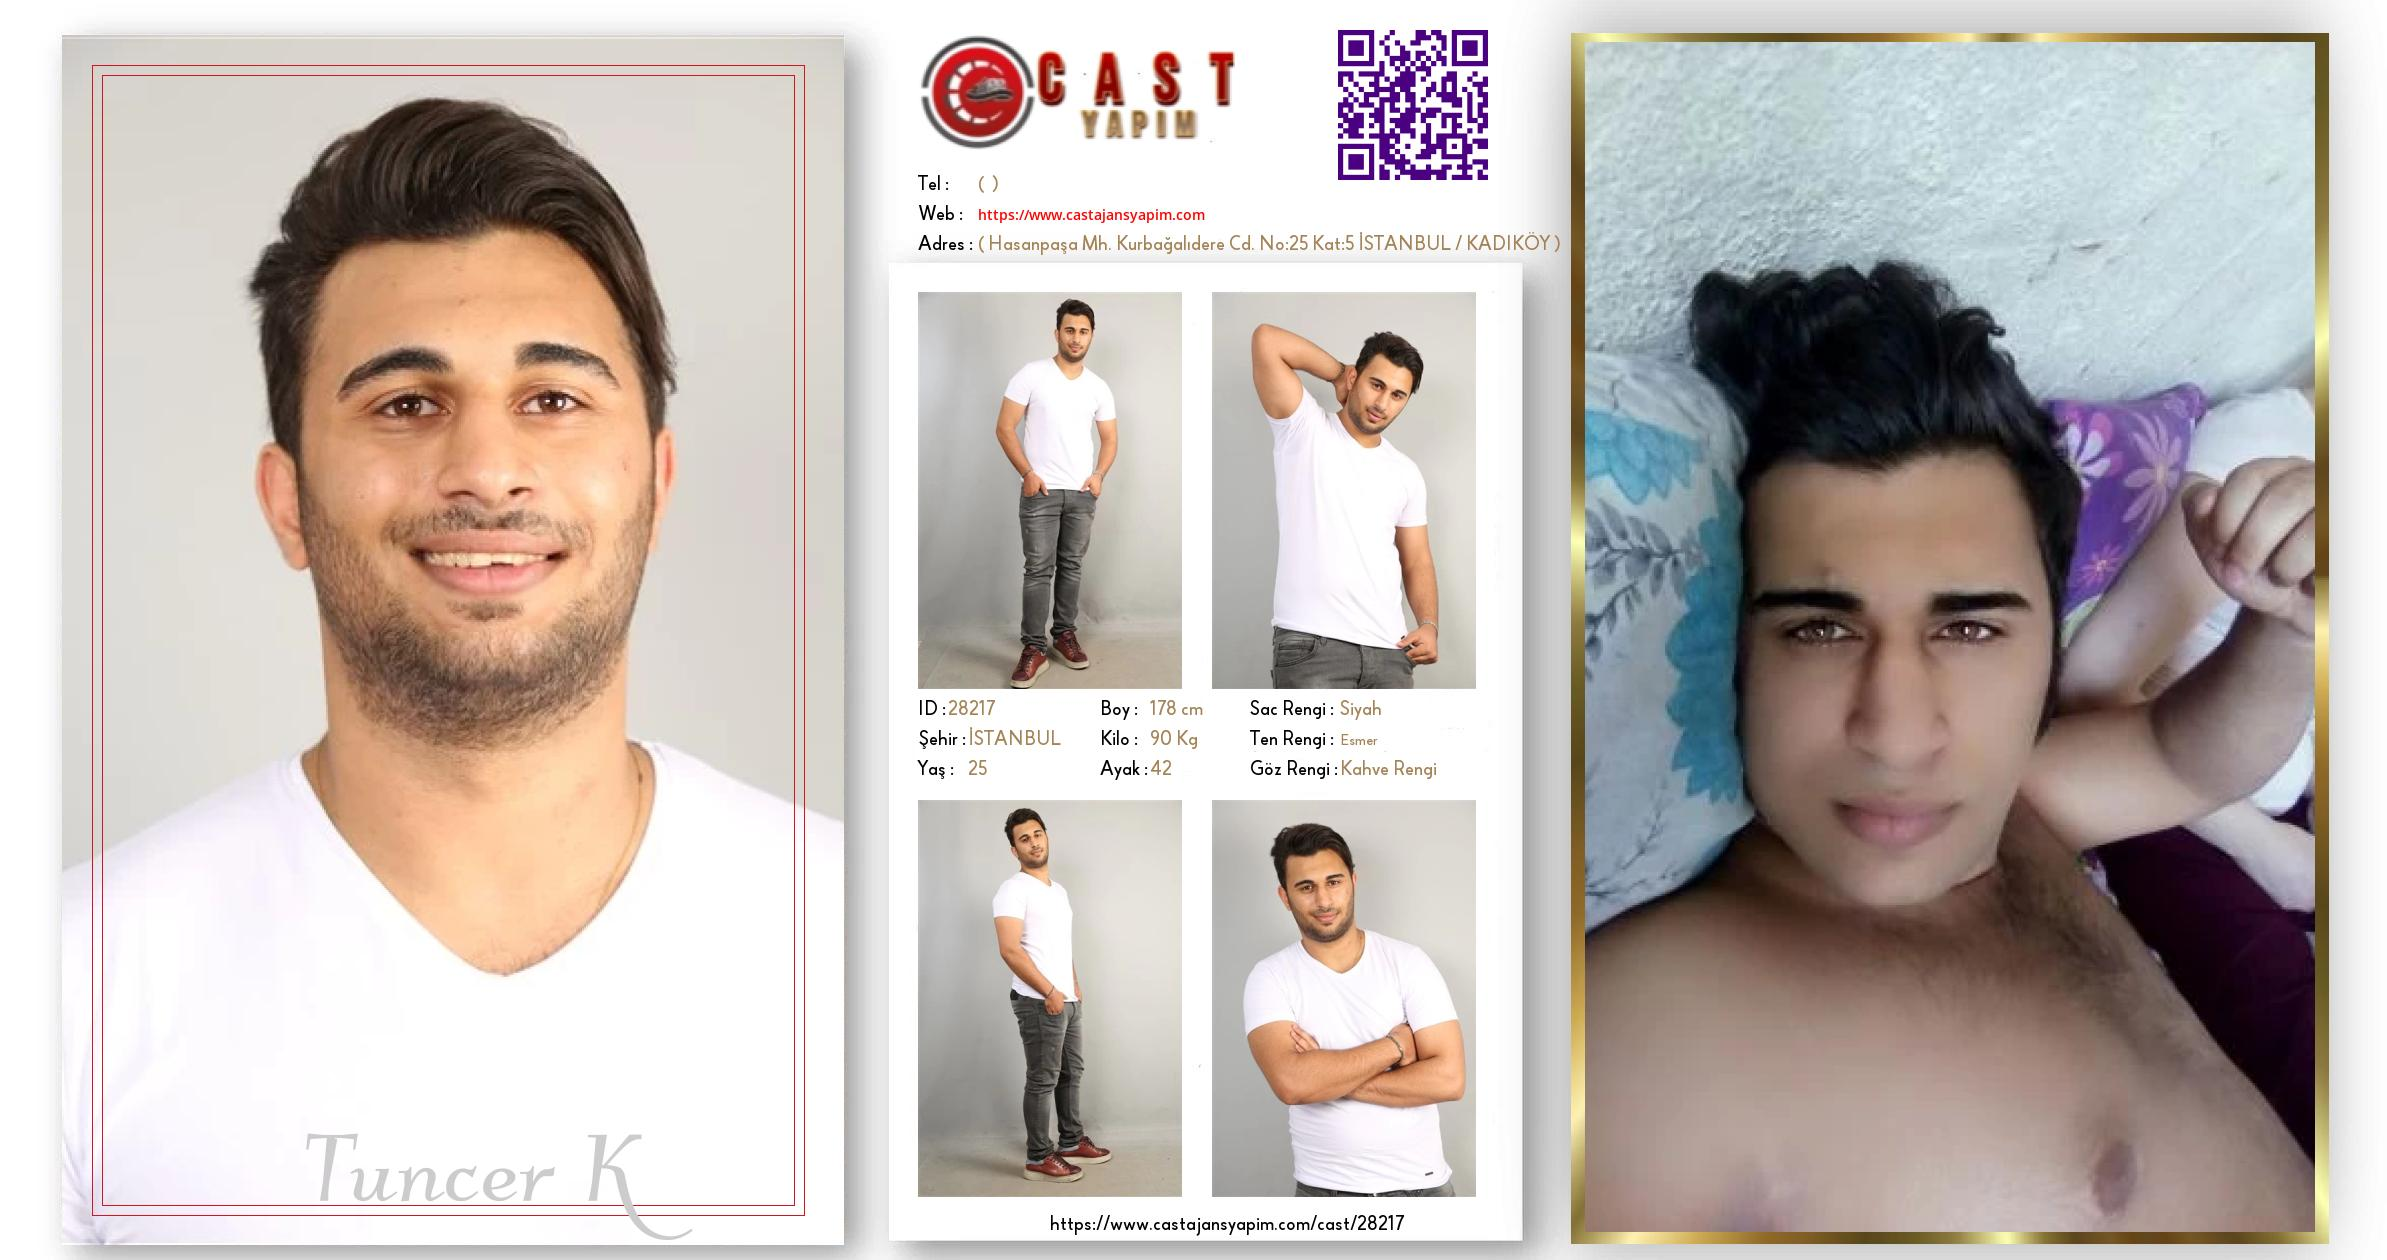 Tuncer K
CAST
YAPIM
Tel : ( )
Web : https://www.castajansyapim.com
Adres : ( Hasanpaşa Mh. Kurbağalıdere Cd. No:25 Kat:5 İSTANBUL / KADIKÖY )
ID : 28217 Boy : 178 cm Sac Rengi : Siyah
Şehir : İSTANBUL Kilo : 90 Kg Ten Rengi : Esmer
Yaş : 25 Ayak : 42 Göz Rengi : Kahve Rengi
https://www.castajansyapim.com/cast/28217